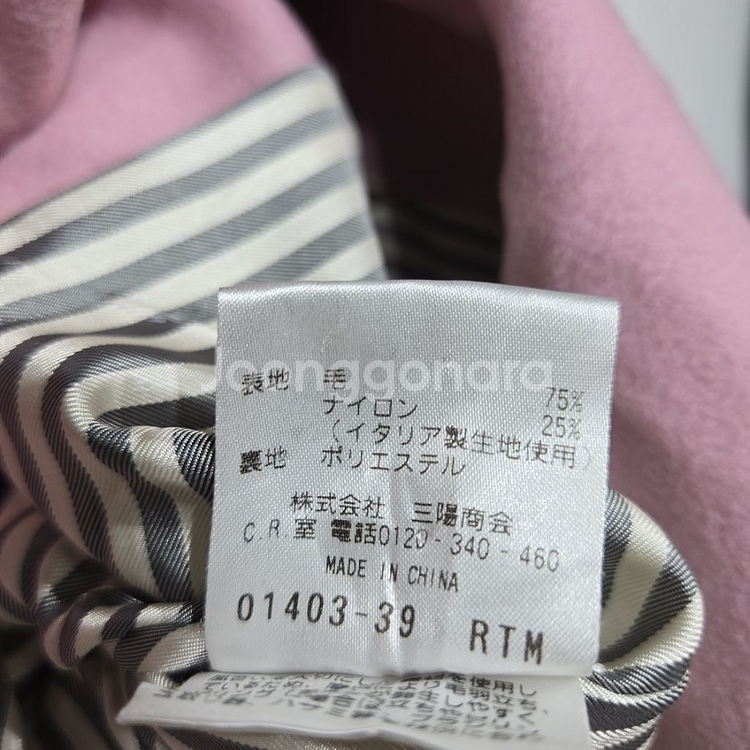 Joonggonara
表地 毛 75%
ナイロン 25%
(イタリア製生地使用)
裏地 ポリエステル
株式会社 三陽商会
C.R.室 電話0120-340-460
MADE IN CHINA
01403-39 RTM